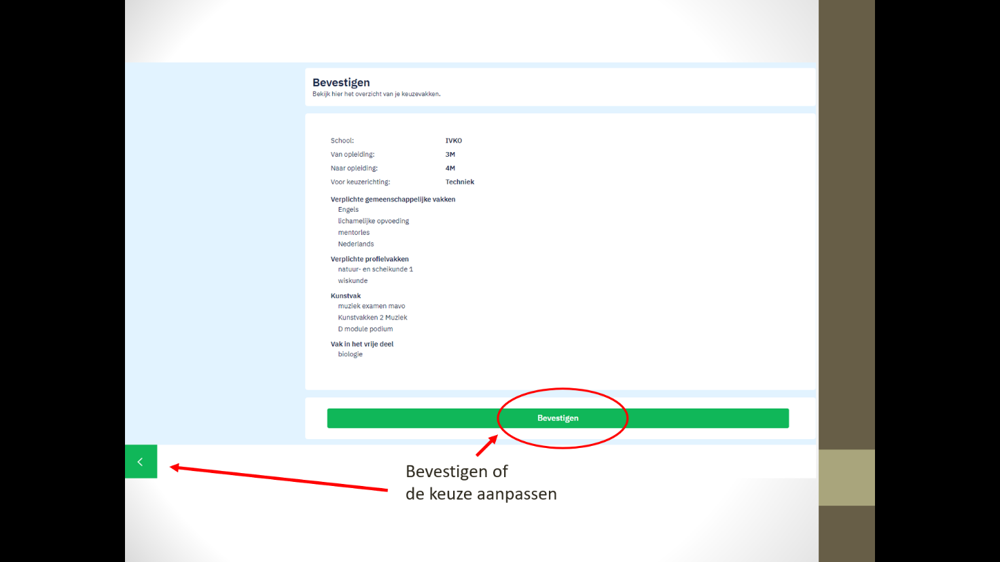 Bevestigen
Bekijk hier het overzicht van je keuzevakken.
School: IVKO
Van opleiding: 3M
Naar opleiding: 4M
Voor keuzerichting: Techniek
Verplichte gemeenschappelijke vakken
Engels
lichamelijke opvoeding
mentorles
Nederlands
Verplichte profielvakken
natuur- en scheikunde 1
wiskunde
Kunstvak
muziek examen mavo
Kunstvakken 2 Muziek
D module podium
Vak in het vrije deel
biologie
Bevestigen
Bevestigen of
de keuze aanpassen